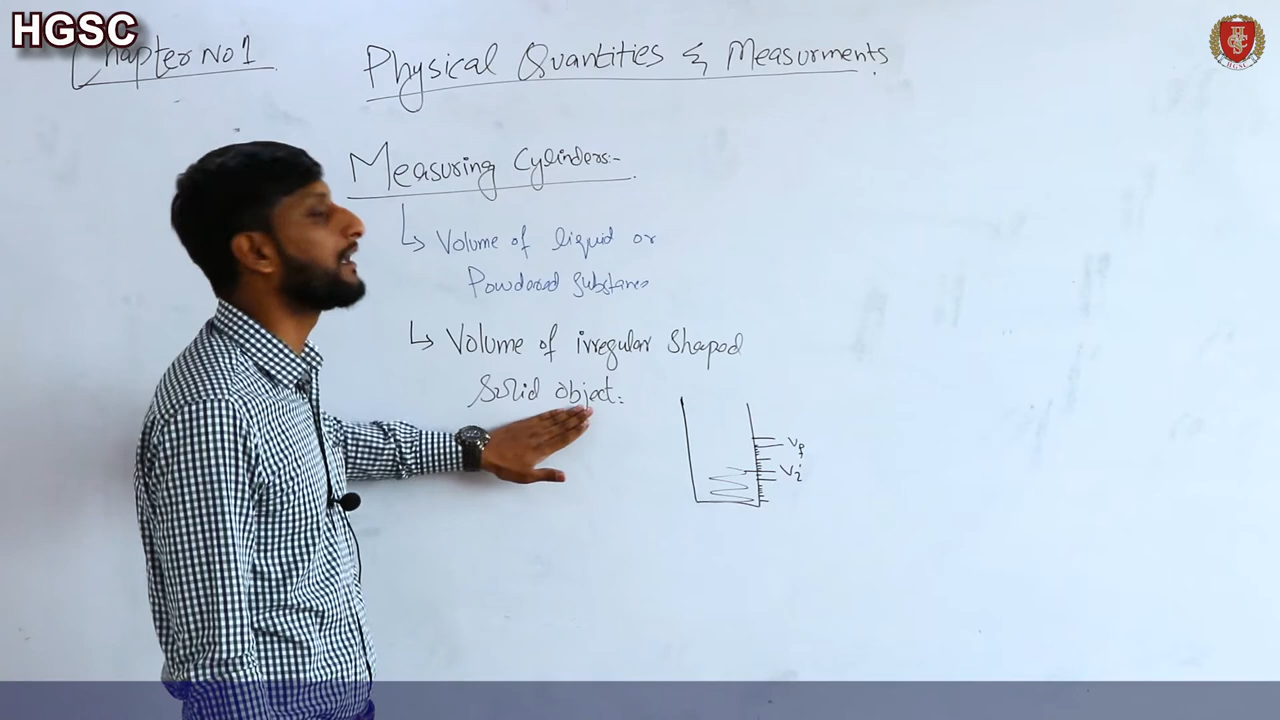 HGSC
Chapter No 1
Physical Quantities & Measurments
Measuring Cylinders:-
↳ Volume of liquid or
Powdered Substance
↳ Volume of irregular Shaped
Solid object:
Vf
Vi
HGSC